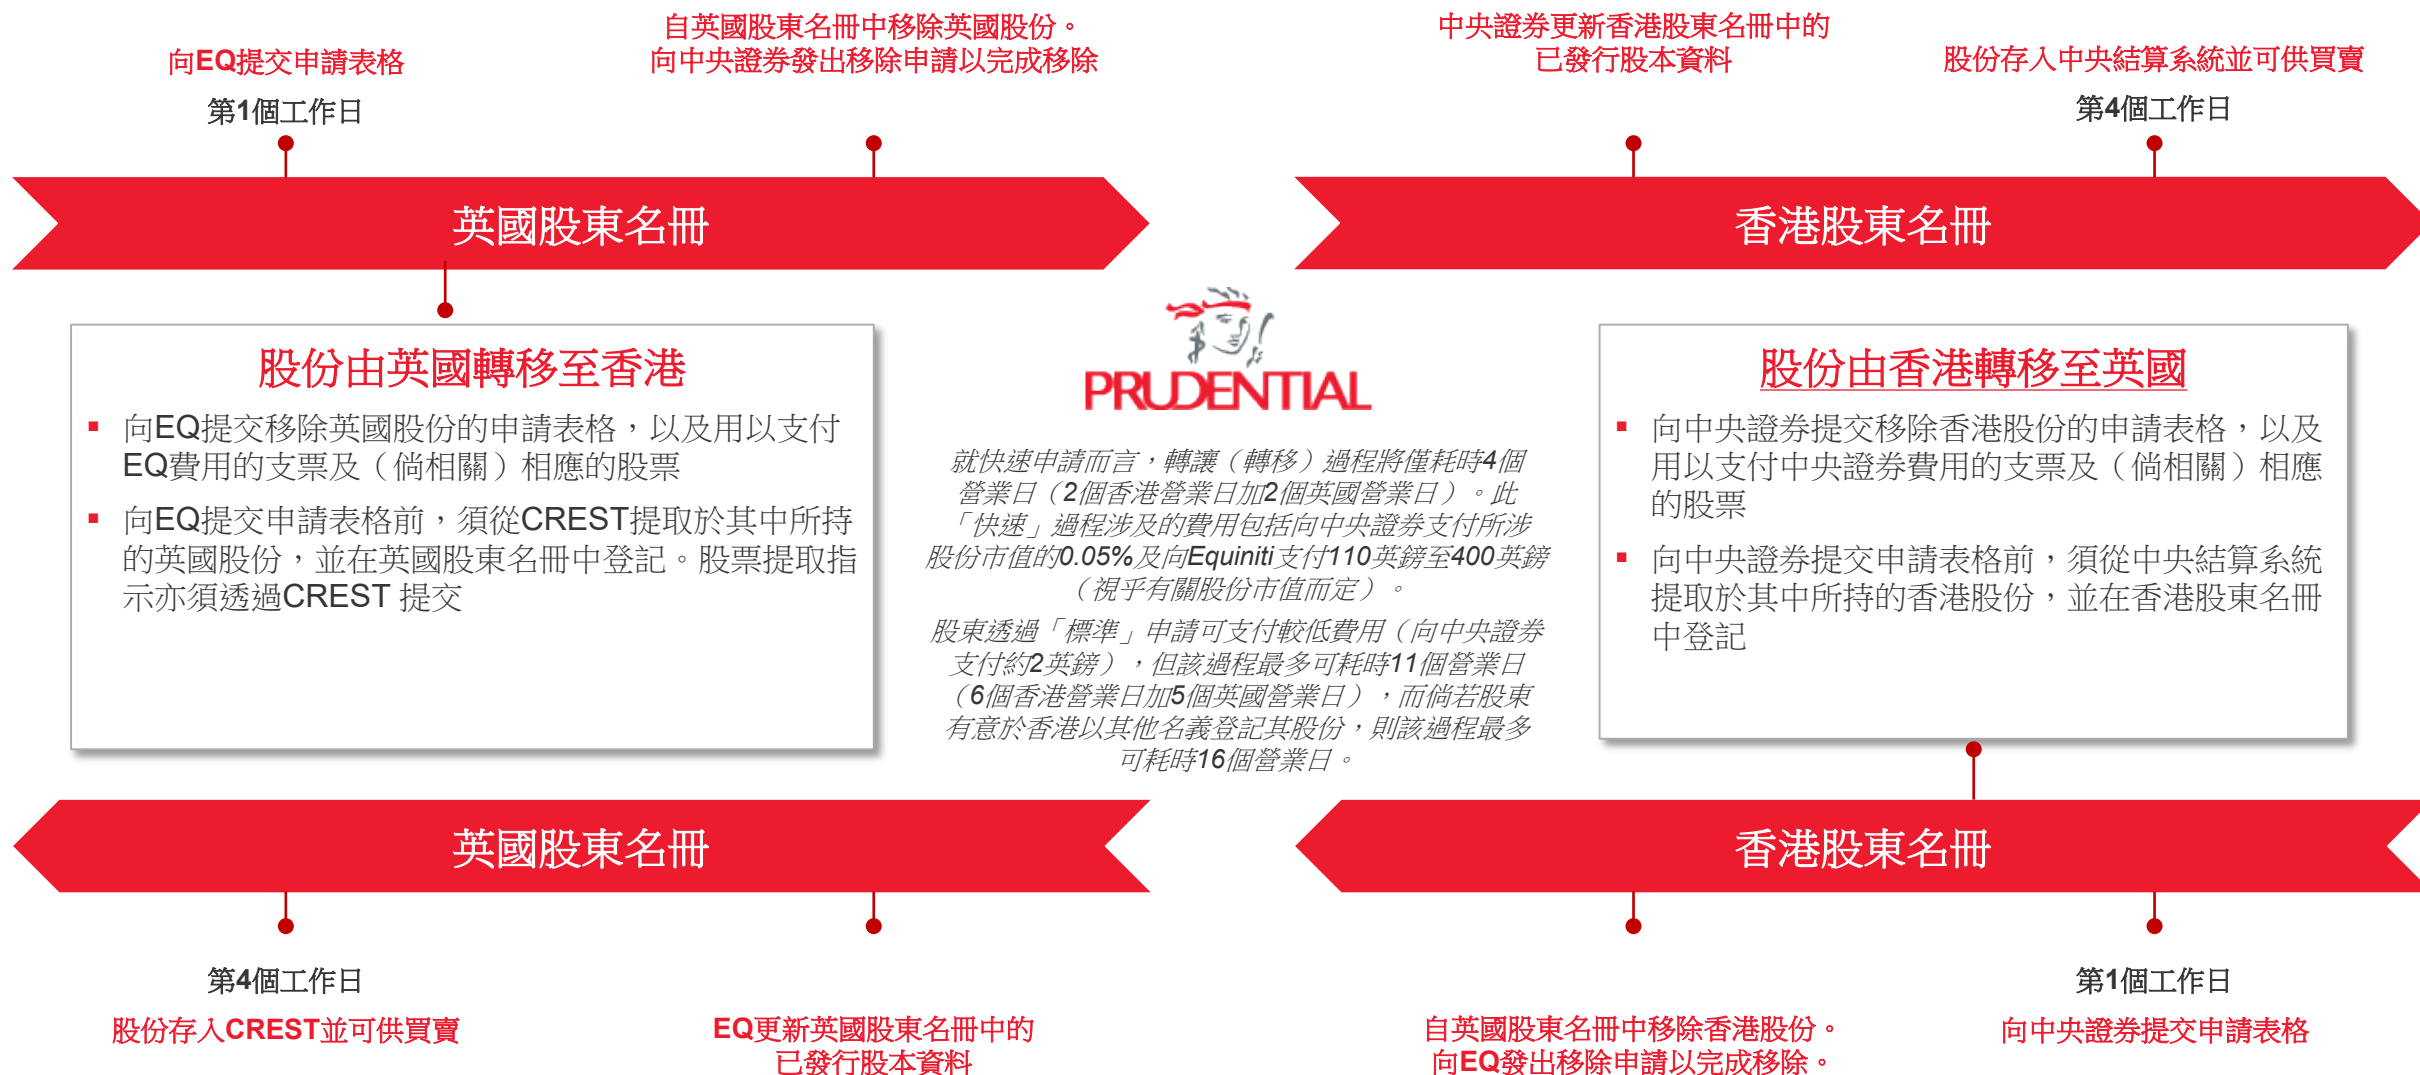 向EQ提交申請表格
第1個工作日
自英國股東名冊中移除英國股份。
向中央證券發出移除申請以完成移除
中央證券更新香港股東名冊中的
已發行股本資料
股份存入中央結算系統並可供買賣
第4個工作日
英國股東名冊
香港股東名冊
股份由英國轉移至香港
▪ 向EQ提交移除英國股份的申請表格，以及用以支付
EQ費用的支票及（倘相關）相應的股票
▪ 向EQ提交申請表格前，須從CREST提取於其中所持
的英國股份，並在英國股東名冊中登記。股票提取指
示亦須透過CREST 提交
PRUDENTIAL
就快速申請而言，轉讓（轉移）過程將僅耗時4個
營業日（2個香港營業日加2個英國營業日）。此
「快速」過程涉及的費用包括向中央證券支付所涉
股份市值的0.05%及向Equiniti支付110英鎊至400英鎊
（視乎有關股份市值而定）。
股東透過「標準」申請可支付較低費用（向中央證券
支付約2英鎊），但該過程最多可耗時11個營業日
（6個香港營業日加5個英國營業日），而倘若股東
有意於香港以其他名義登記其股份，則該過程最多
可耗時16個營業日。
股份由香港轉移至英國
▪ 向中央證券提交移除香港股份的申請表格，以及
用以支付中央證券費用的支票及（倘相關）相應
的股票
▪ 向中央證券提交申請表格前，須從中央結算系統
提取於其中所持的香港股份，並在香港股東名冊
中登記
英國股東名冊
香港股東名冊
第4個工作日
股份存入CREST並可供買賣
EQ更新英國股東名冊中的
已發行股本資料
自英國股東名冊中移除香港股份。
向EQ發出移除申請以完成移除。
第1個工作日
向中央證券提交申請表格